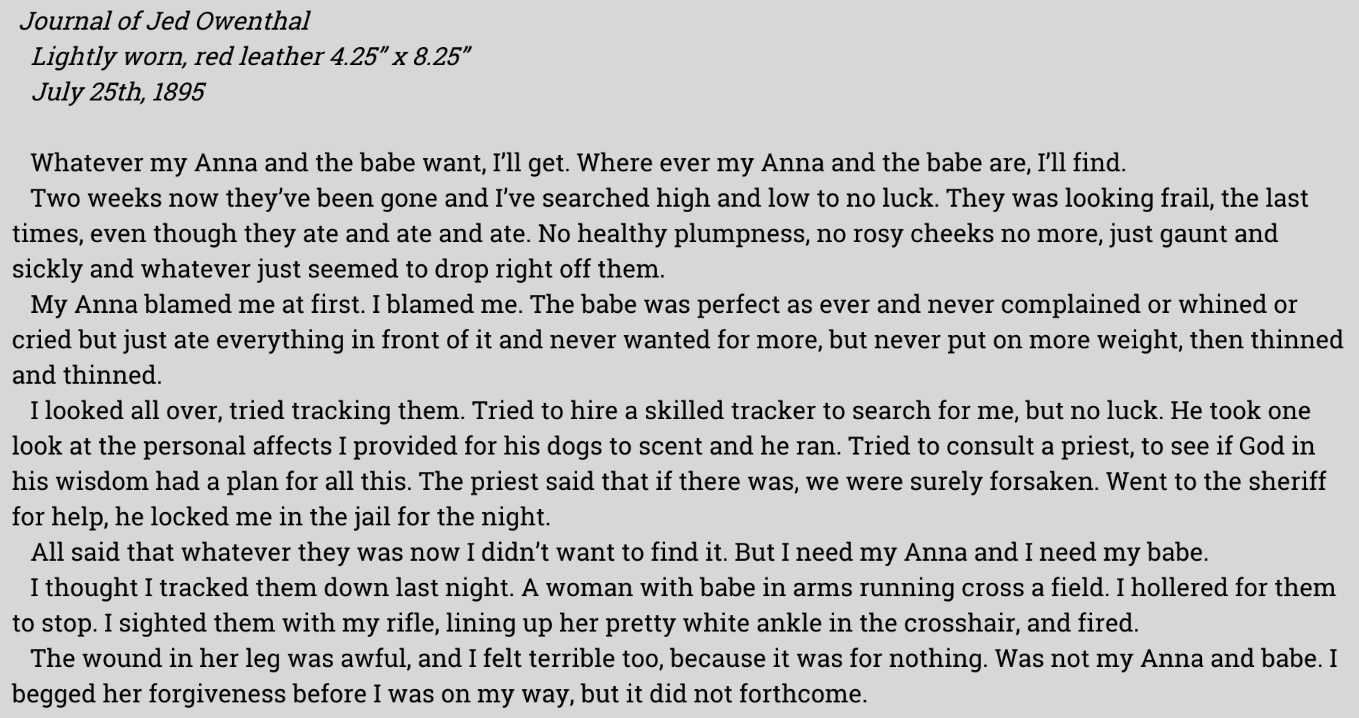 Journal of Jed Owenthal
Lightly worn, red leather 4.25” x 8.25”
July 25th, 1895
Whatever my Anna and the babe want, I’ll get. Where ever my Anna and the babe are, I’ll find.
Two weeks now they’ve been gone and I’ve searched high and low to no luck. They was looking frail, the last
times, even though they ate and ate and ate. No healthy plumpness, no rosy cheeks no more, just gaunt and
sickly and whatever just seemed to drop right off them.
My Anna blamed me at first. I blamed me. The babe was perfect as ever and never complained or whined or
cried but just ate everything in front of it and never wanted for more, but never put on more weight, then thinned
and thinned.
I looked all over, tried tracking them. Tried to hire a skilled tracker to search for me, but no luck. He took one
look at the personal affects I provided for his dogs to scent and he ran. Tried to consult a priest, to see if God in
his wisdom had a plan for all this. The priest said that if there was, we were surely forsaken. Went to the sheriff
for help, he locked me in the jail for the night.
All said that whatever they was now I didn’t want to find it. But I need my Anna and I need my babe.
I thought I tracked them down last night. A woman with babe in arms running cross a field. I hollered for them
to stop. I sighted them with my rifle, lining up her pretty white ankle in the crosshair, and fired.
The wound in her leg was awful, and I felt terrible too, because it was for nothing. Was not my Anna and babe. I
begged her forgiveness before I was on my way, but it did not forthcome.